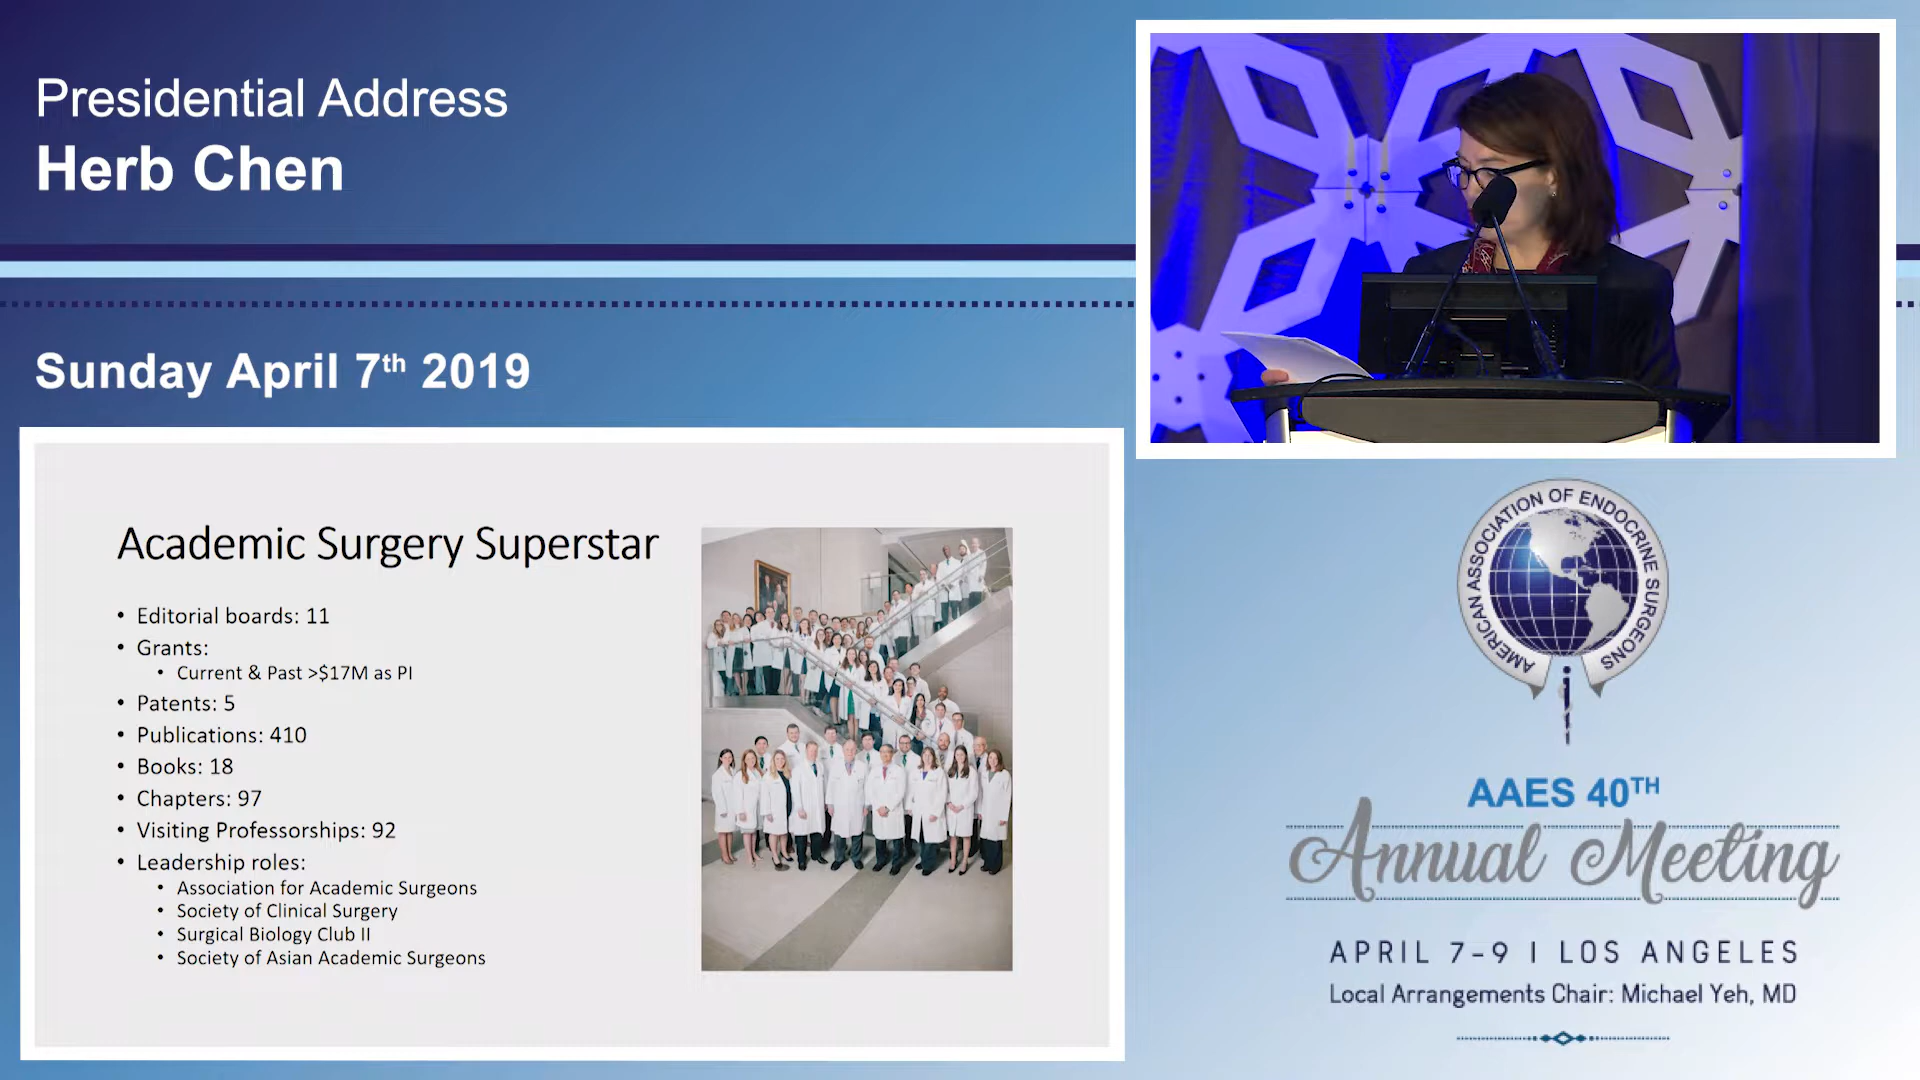 Presidential Address
Herb Chen
Sunday April 7th 2019
Academic Surgery Superstar
• Editorial boards: 11
• Grants:
• Current & Past >$17M as PI
• Patents: 5
• Publications: 410
• Books: 18
• Chapters: 97
• Visiting Professorships: 92
• Leadership roles:
• Association for Academic Surgeons
• Society of Clinical Surgery
• Surgical Biology Club II
• Society of Asian Academic Surgeons
AMERICAN ASSOCIATION OF ENDOCRINE SURGEONS
AAES 40TH
Annual Meeting
APRIL 7-9 | LOS ANGELES
Local Arrangements Chair: Michael Yeh, MD